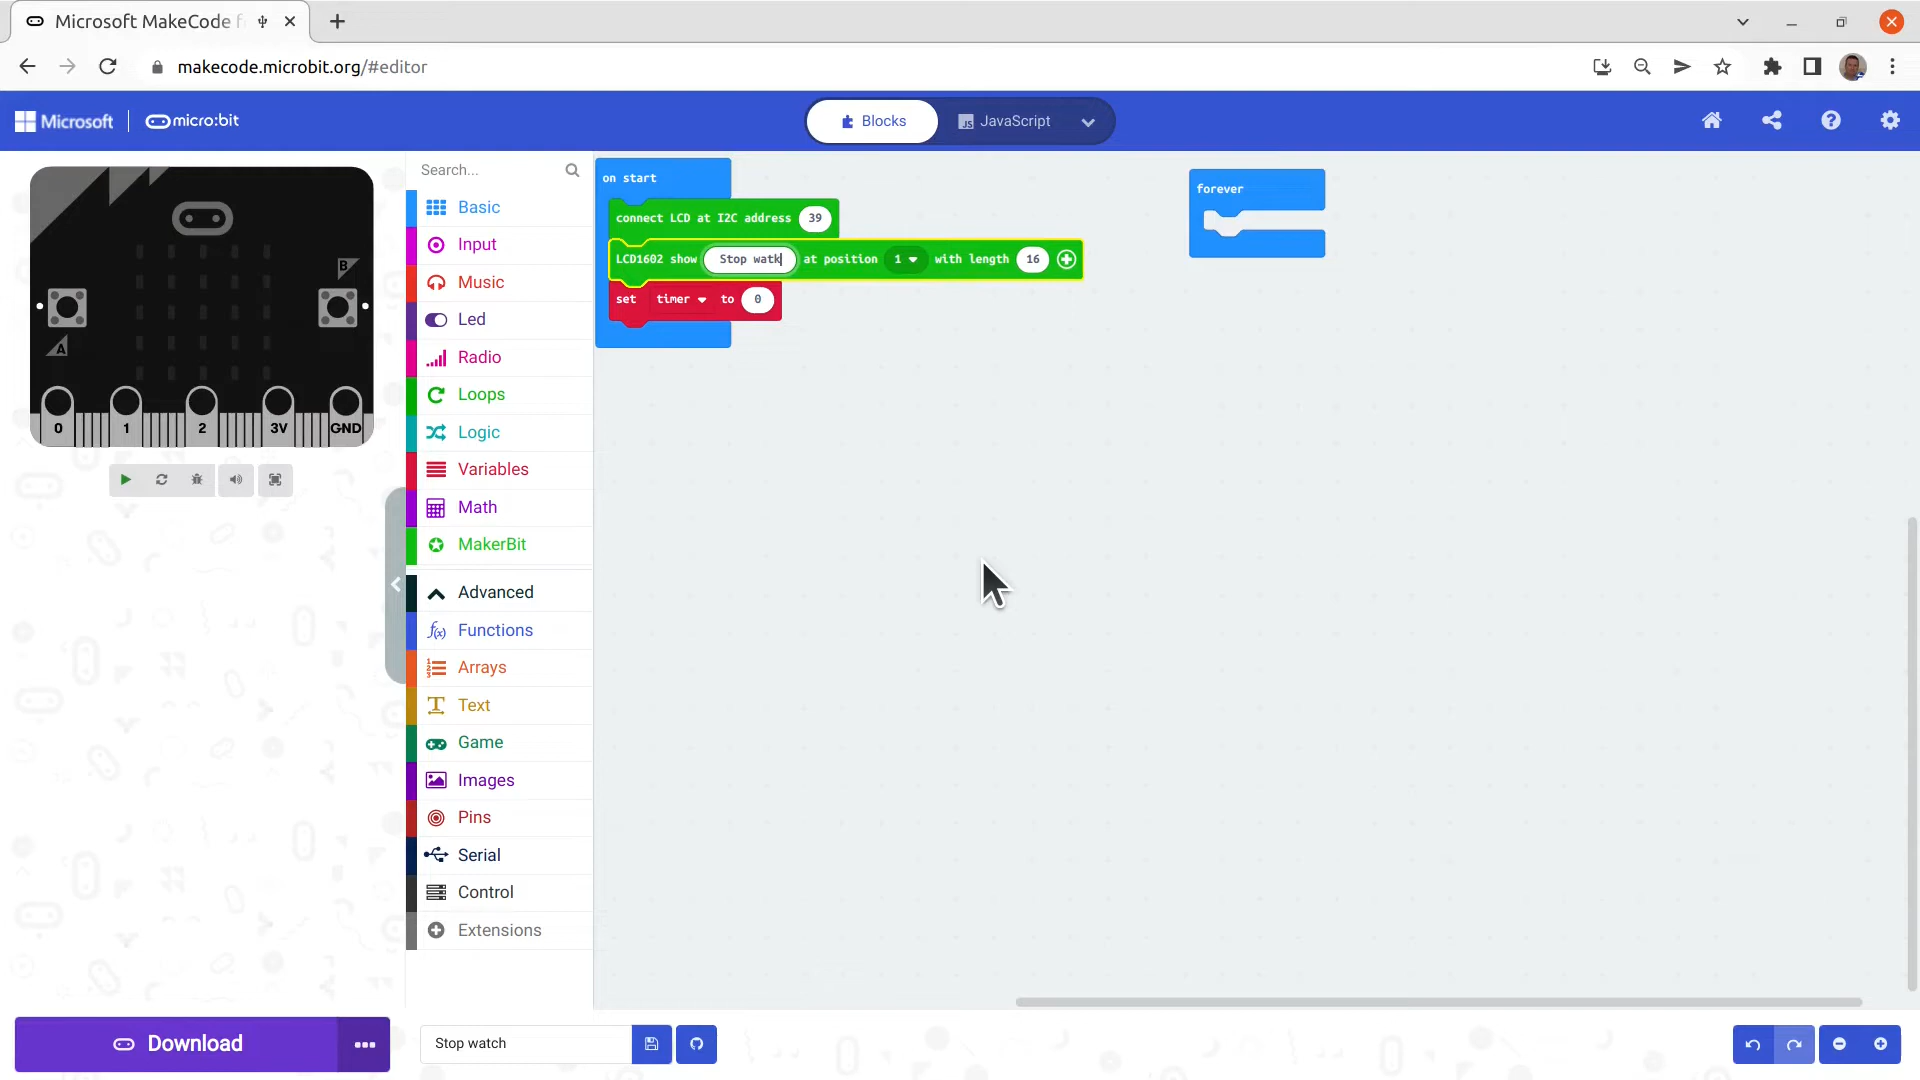 Microsoft MakeCode f
makecode.microbit.org/#editor
Microsoft
micro:bit
Blocks
JS JavaScript
Search...
Basic
Input
Music
Led
Radio
Loops
Logic
Variables
Math
MakerBit
Advanced
f(x) Functions
Arrays
Text
Game
Images
Pins
Serial
Control
Extensions
on start
connect LCD at I2C address 39
LCD1602 show Stop watk at position 1 with length 16
set timer to 0
forever
B
A
0 1 2 3V GND
Download
Stop watch